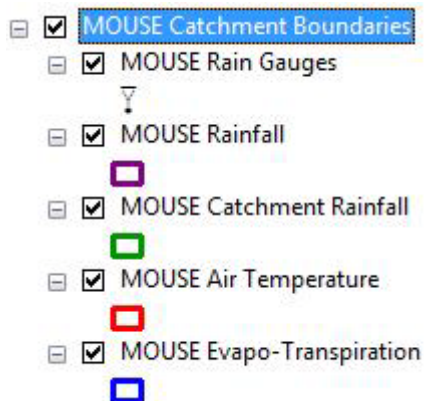 MOUSE Catchment Boundaries
MOUSE Rain Gauges
MOUSE Rainfall
MOUSE Catchment Rainfall
MOUSE Air Temperature
MOUSE Evapo-Transpiration